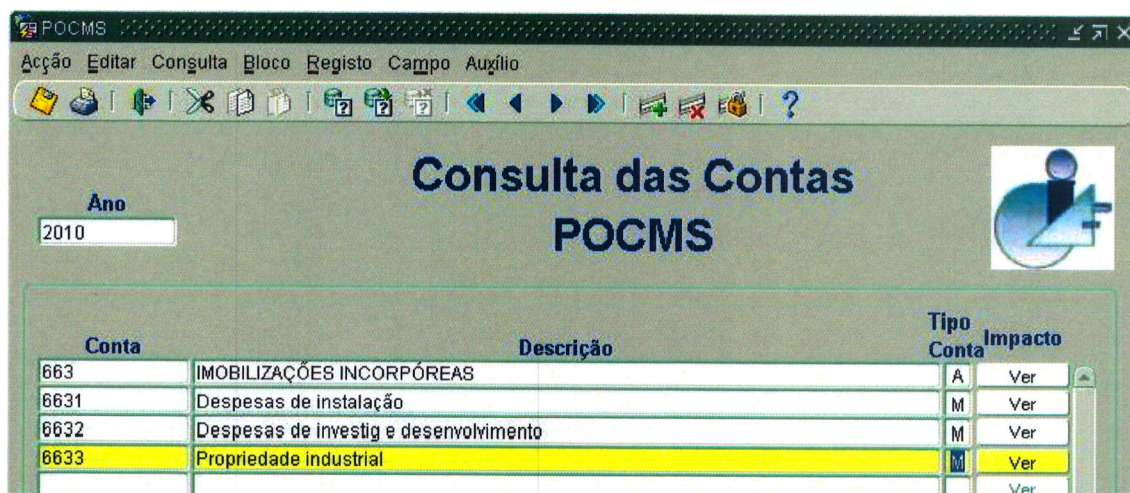 POCMS
Acção Editar Consulta Bloco Registo Campo Auxílio
Consulta das Contas
POCMS
Ano
2010
Conta Descrição Tipo Conta Impacto
663 IMOBILIZAÇÕES INCORPÓREAS A Ver
6631 Despesas de instalação M Ver
6632 Despesas de investig e desenvolvimento M Ver
6633 Propriedade industrial M Ver
Ver